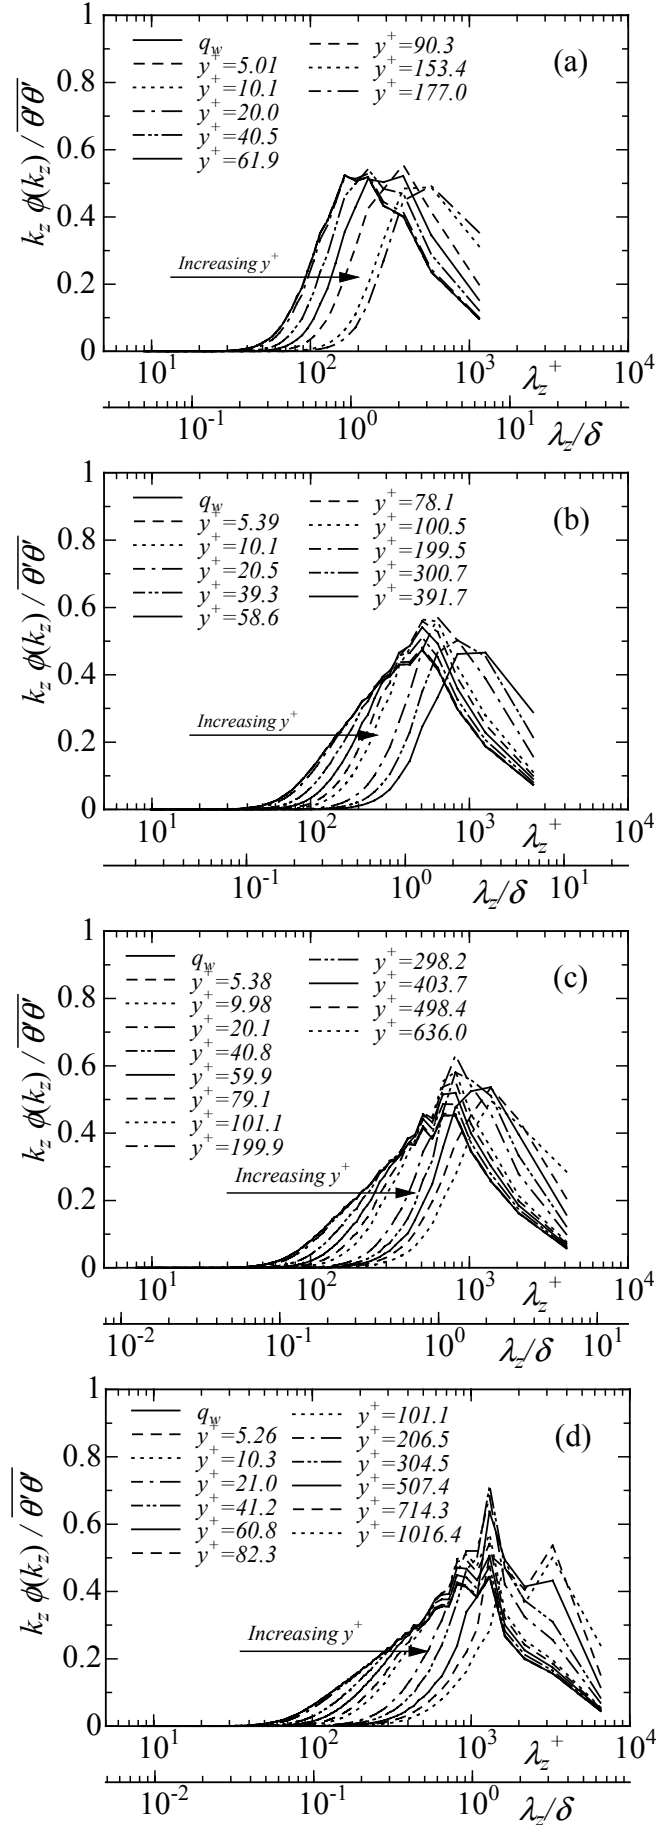 1
0.8
0.6
0.4
0.2
0
k_z ϕ(k_z) / θ'θ'
q_w
y⁺=5.01
y⁺=10.1
y⁺=20.0
y⁺=40.5
y⁺=61.9
y⁺=90.3
y⁺=153.4
y⁺=177.0
(a)
Increasing y⁺
10¹ 10² 10³ 10⁴
λ_z⁺
10⁻¹ 10⁰ 10¹
λ_z/δ
1
0.8
0.6
0.4
0.2
0
k_z ϕ(k_z) / θ'θ'
q_w
y⁺=5.39
y⁺=10.1
y⁺=20.5
y⁺=39.3
y⁺=58.6
y⁺=78.1
y⁺=100.5
y⁺=199.5
y⁺=300.7
y⁺=391.7
(b)
Increasing y⁺
10¹ 10² 10³ 10⁴
λ_z⁺
10⁻¹ 10⁰ 10¹
λ_z/δ
1
0.8
0.6
0.4
0.2
0
k_z ϕ(k_z) / θ'θ'
q_w
y⁺=5.38
y⁺=9.98
y⁺=20.1
y⁺=40.8
y⁺=59.9
y⁺=79.1
y⁺=101.1
y⁺=199.9
y⁺=298.2
y⁺=403.7
y⁺=498.4
y⁺=636.0
(c)
Increasing y⁺
10¹ 10² 10³ 10⁴
λ_z⁺
10⁻² 10⁻¹ 10⁰ 10¹
λ_z/δ
1
0.8
0.6
0.4
0.2
0
k_z ϕ(k_z) / θ'θ'
q_w
y⁺=5.26
y⁺=10.3
y⁺=21.0
y⁺=41.2
y⁺=60.8
y⁺=82.3
y⁺=101.1
y⁺=206.5
y⁺=304.5
y⁺=507.4
y⁺=714.3
y⁺=1016.4
(d)
Increasing y⁺
10¹ 10² 10³ 10⁴
λ_z⁺
10⁻² 10⁻¹ 10⁰ 10¹
λ_z/δ